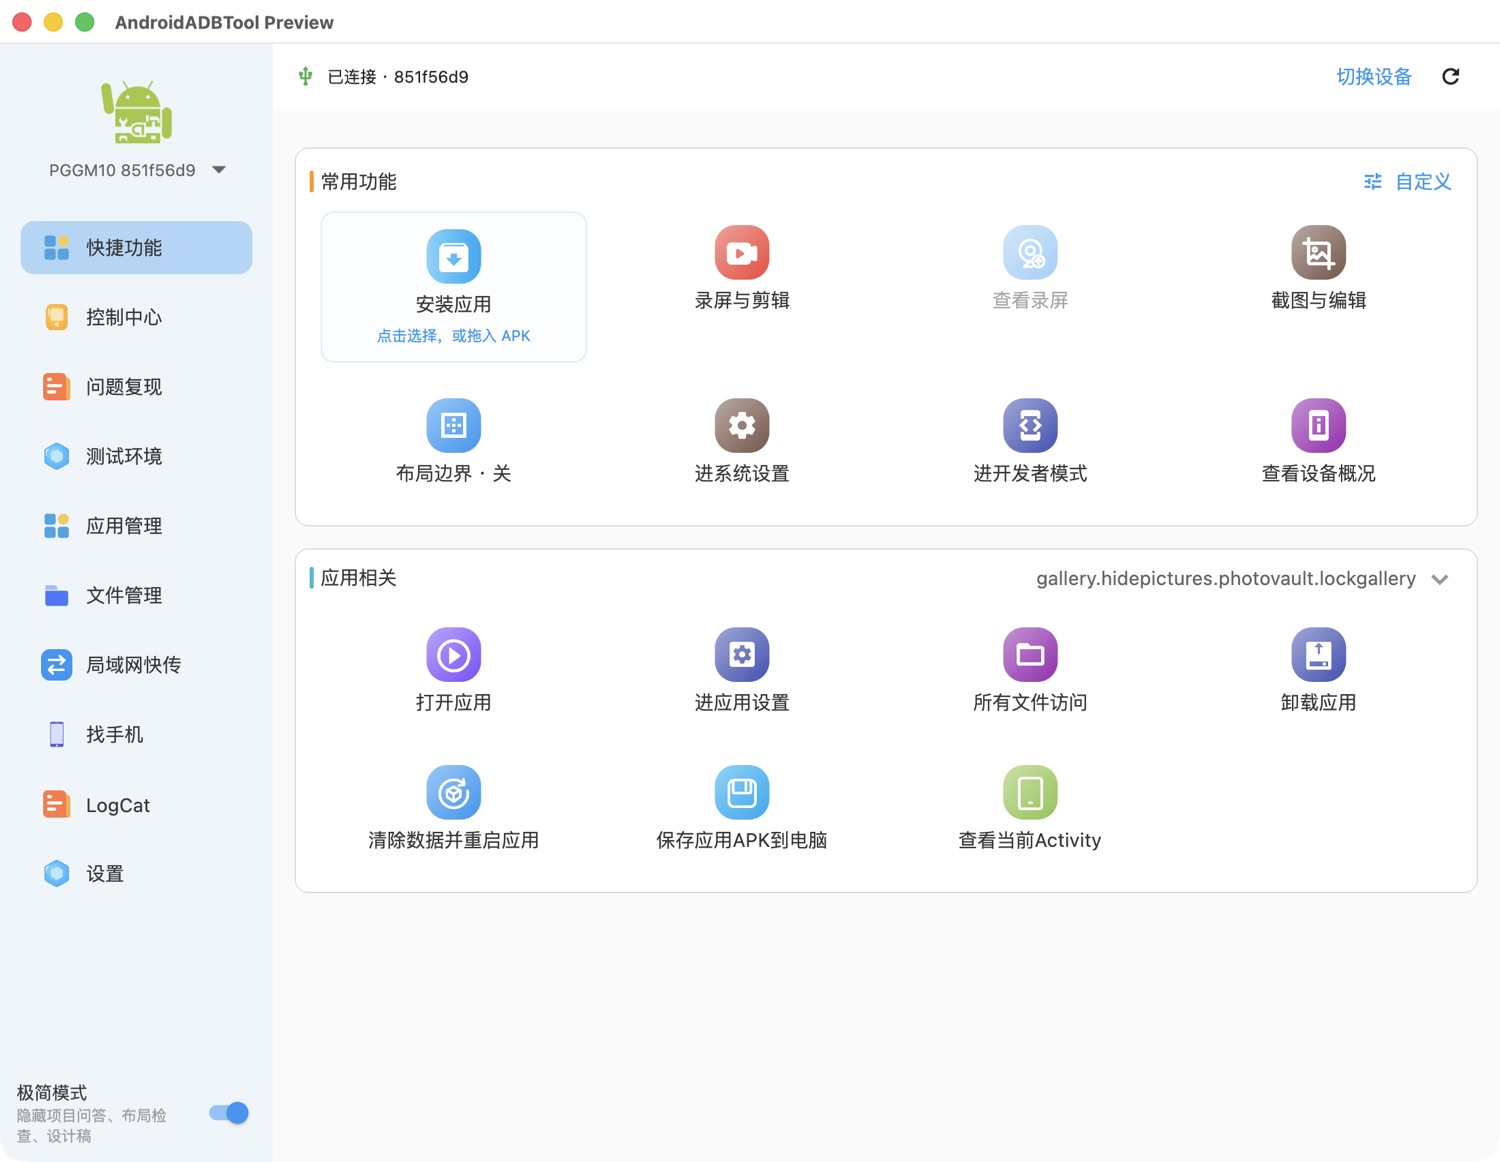 AndroidADBTool Preview
PGGM10 851f56d9
快捷功能
控制中心
问题复现
测试环境
应用管理
文件管理
局域网快传
找手机
LogCat
设置
极简模式
隐藏项目问答、布局检
查、设计稿
已连接 · 851f56d9
切换设备
常用功能
自定义
安装应用
点击选择，或拖入 APK
录屏与剪辑
查看录屏
截图与编辑
布局边界 · 关
进系统设置
进开发者模式
查看设备概况
应用相关
gallery.hidepictures.photovault.lockgallery
打开应用
进应用设置
所有文件访问
卸载应用
清除数据并重启应用
保存应用APK到电脑
查看当前Activity